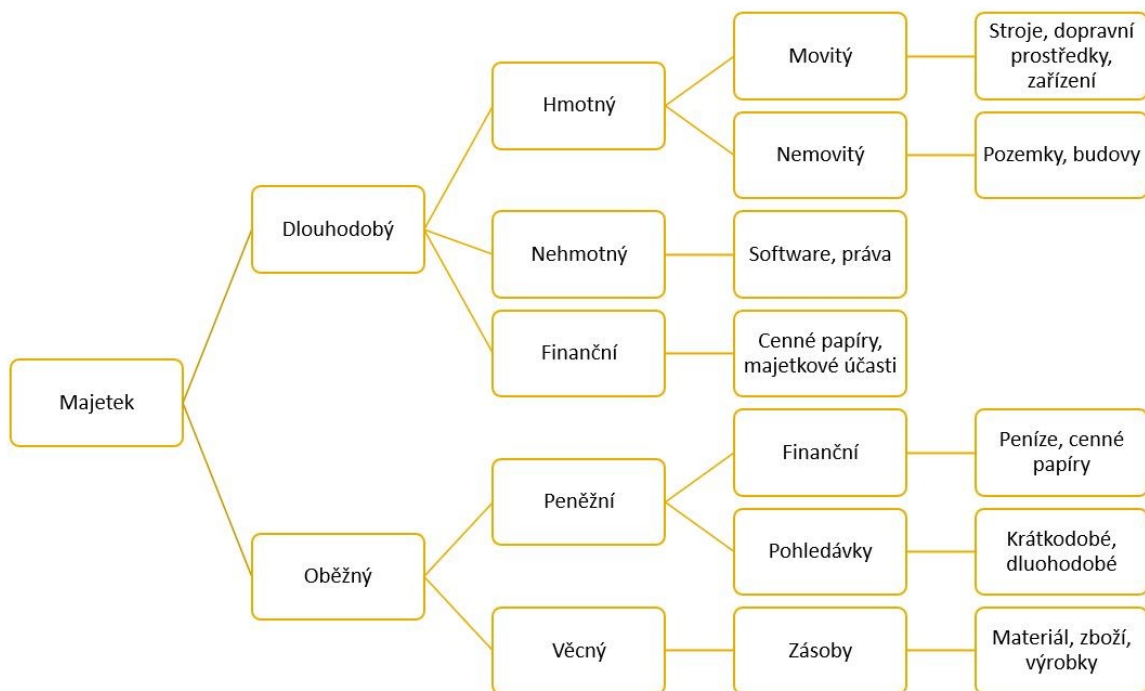 Majetek
Dlouhodobý
Hmotný
Movitý
Stroje, dopravní
prostředky,
zařízení
Nemovitý
Pozemky, budovy
Nehmotný
Software, práva
Finanční
Cenné papíry,
majetkové účasti
Oběžný
Peněžní
Finanční
Peníze, cenné
papíry
Pohledávky
Krátkodobé,
dluohodobé
Věcný
Zásoby
Materiál, zboží,
výrobky